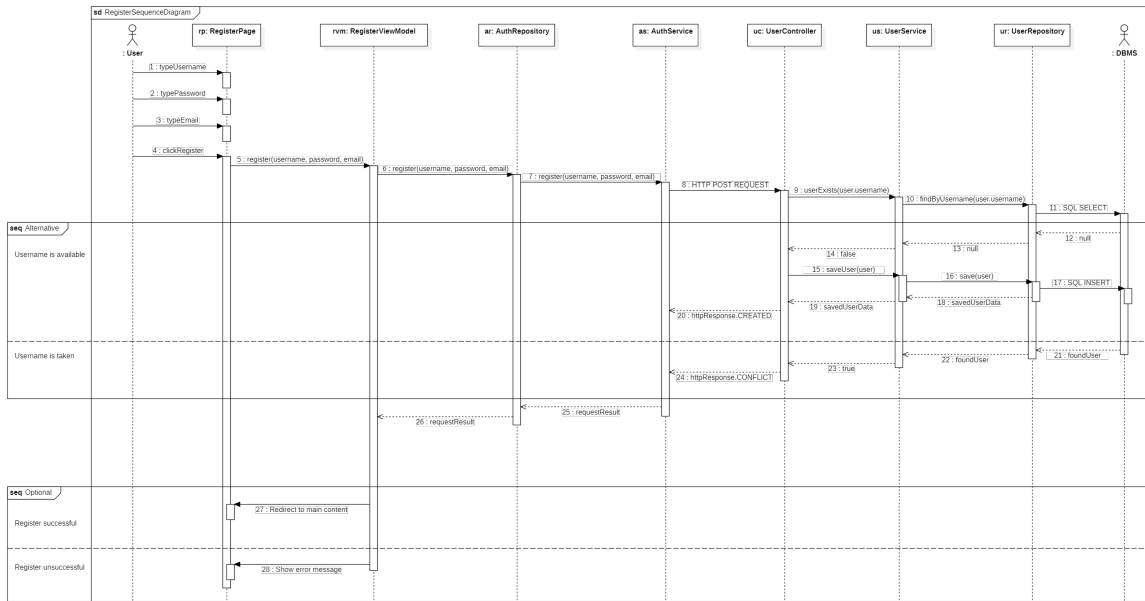 sd RegisterSequenceDiagram
rp: RegisterPage
rvm: RegisterViewModel
ar: AuthRepository
as: AuthService
uc: UserController
us: UserService
ur: UserRepository
: User
: DBMS
1 : typeUsername
2 : typePassword
3 : typeEmail
4 : clickRegister
5 : register(username, password, email)
6 : register(username, password, email)
7 : register(username, password, email)
8 : HTTP POST REQUEST
9 : userExists(user.username)
10 : findByUsername(user.username)
11 : SQL SELECT
seq Alternative
12 : null
13 : null
14 : false
Username is available
15 : saveUser(user)
16 : save(user)
17 : SQL INSERT
18 : savedUserData
19 : savedUserData
20 : httpResponse.CREATED
Username is taken
21 : foundUser
22 : foundUser
23 : true
24 : httpResponse.CONFLICT
25 : requestResult
26 : requestResult
seq Optional
27 : Redirect to main content
Register successful
Register unsuccessful
28 : Show error message